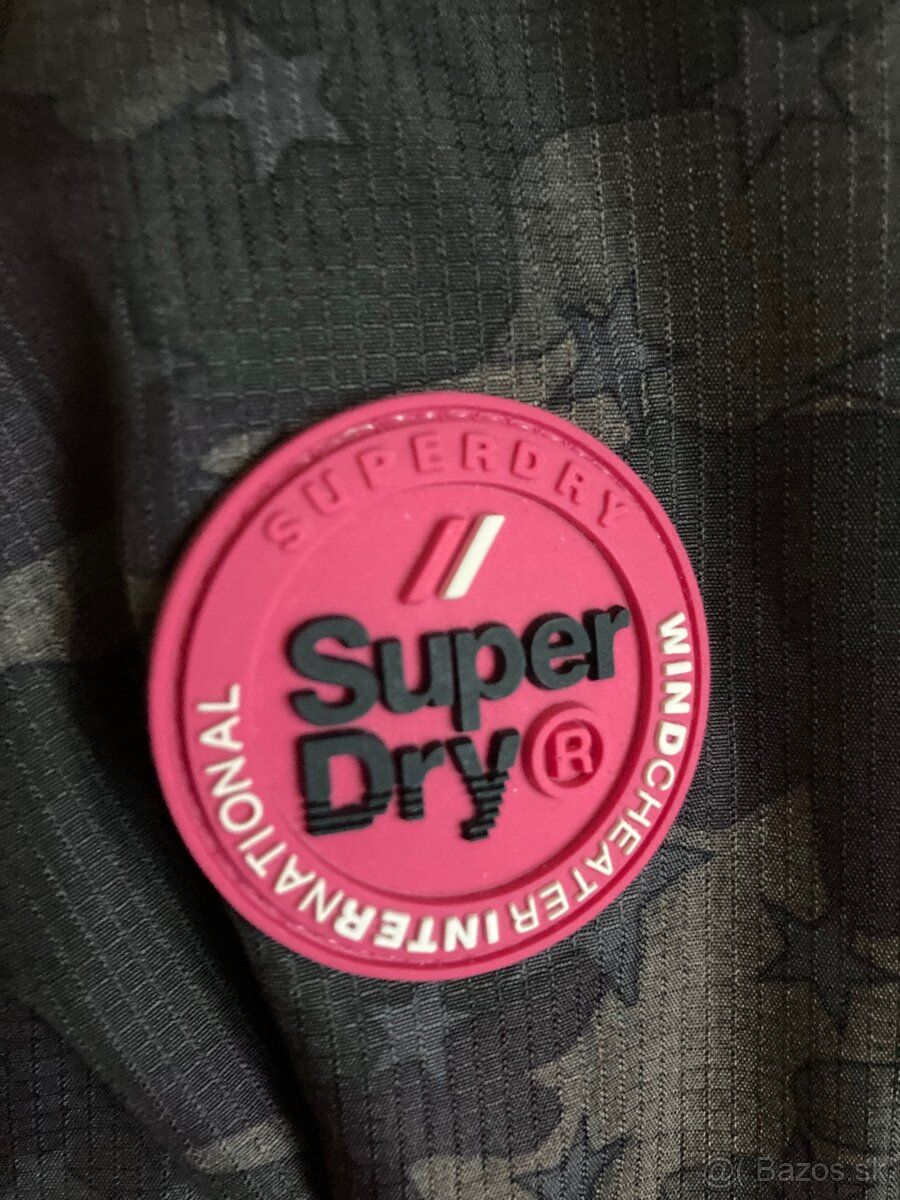 SUPERDRY
//
Super
Dry®
WINDCHEATER INTERNATIONAL
@( Bazos.sk